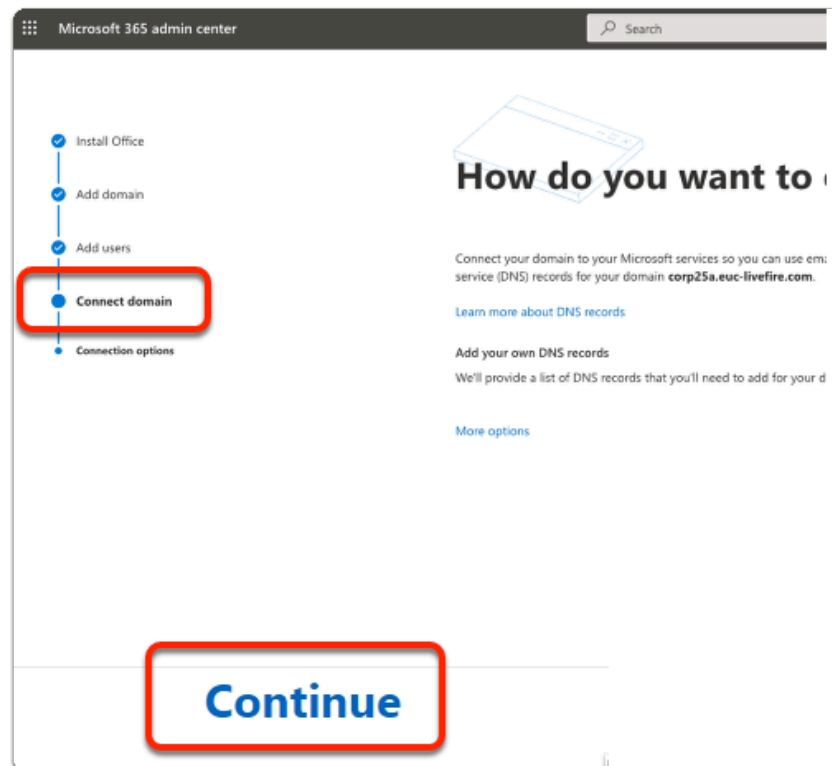 Microsoft 365 admin center
Search
Install Office
Add domain
Add users
Connect domain
Connection options
How do you want to
Connect your domain to your Microsoft services so you can use ema
service (DNS) records for your domain corp25a.euc-livefire.com.
Learn more about DNS records
Add your own DNS records
We'll provide a list of DNS records that you'll need to add for your d
More options
Continue